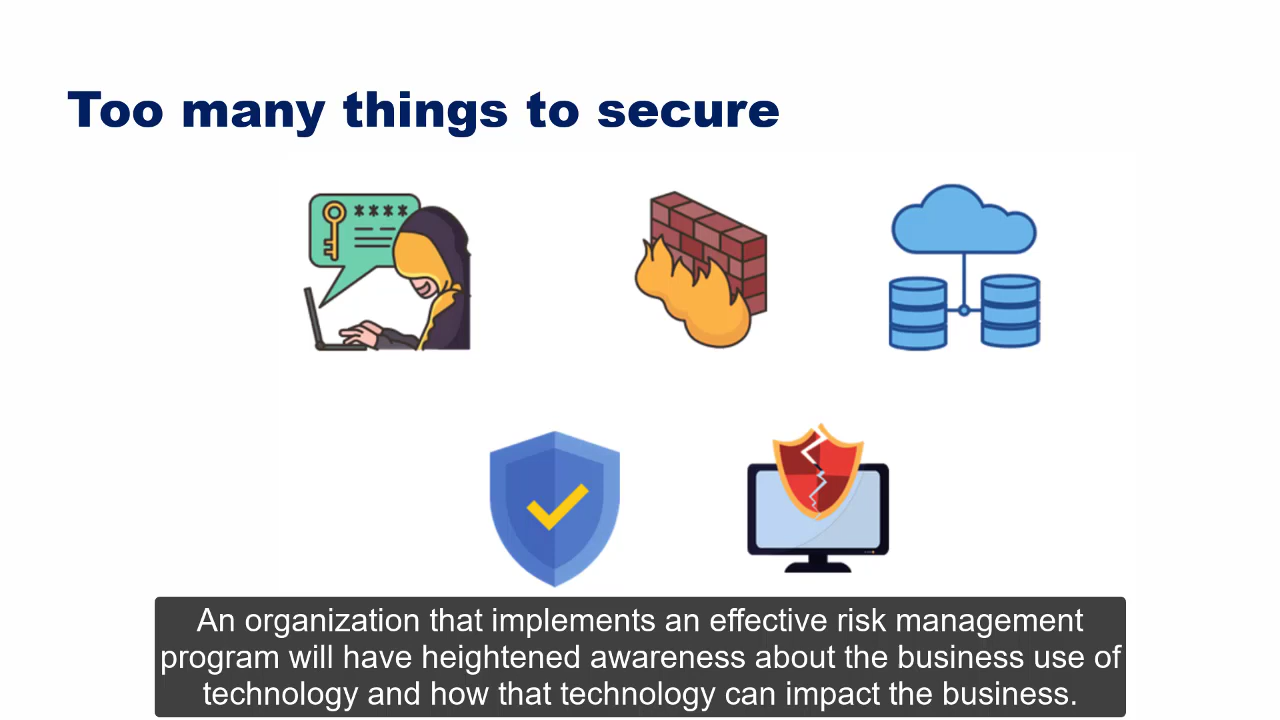 Too many things to secure
****
An organization that implements an effective risk management
program will have heightened awareness about the business use of
technology and how that technology can impact the business.